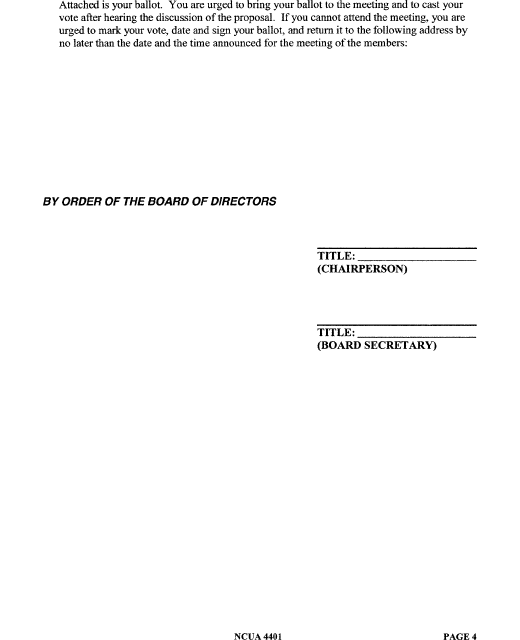 Attached is your ballot. You are urged to bring your ballot to the meeting and to cast your
vote after hearing the discussion of the proposal. If you cannot attend the meeting, you are
urged to mark your vote, date and sign your ballot, and return it to the following address by
no later than the date and the time announced for the meeting of the members:
BY ORDER OF THE BOARD OF DIRECTORS
TITLE: ____________________
(CHAIRPERSON)
TITLE: ____________________
(BOARD SECRETARY)
NCUA 4401 PAGE 4